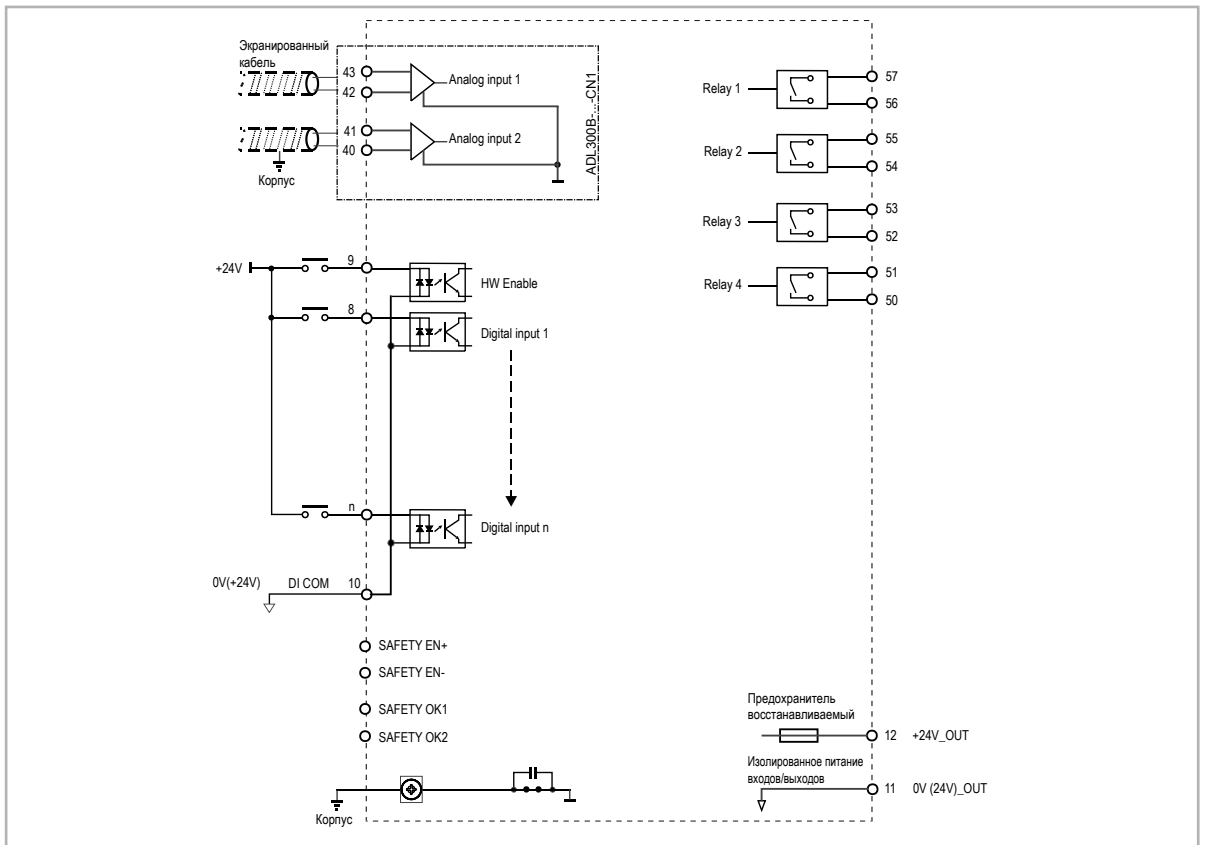 Экранированный
кабель
43
Analog input 1
42
41
Analog input 2
40
Корпус
ADL300B-...-CN1
Relay 1
57
56
Relay 2
55
54
Relay 3
53
52
Relay 4
51
50
+24V
9
HW Enable
8
Digital input 1
n
Digital input n
0V(+24V)
DI COM
10
SAFETY EN+
SAFETY EN-
SAFETY OK1
SAFETY OK2
Корпус
Предохранитель
восстанавливаемый
12
+24V_OUT
Изолированное питание
входов/выходов
11
0V (24V)_OUT